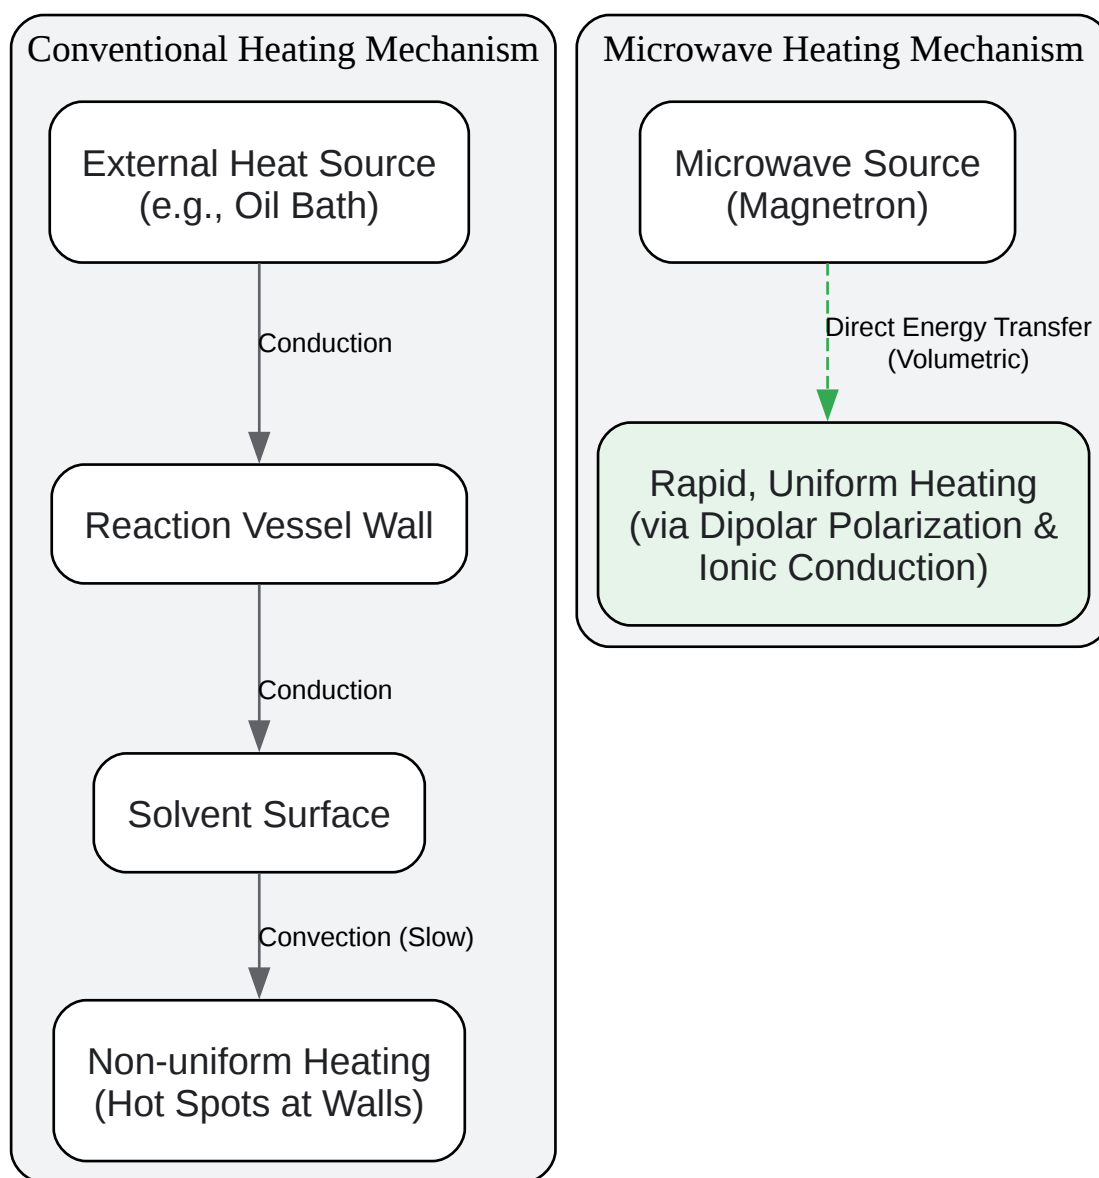 Conventional Heating Mechanism
External Heat Source
(e.g., Oil Bath)
Conduction
Reaction Vessel Wall
Conduction
Solvent Surface
Convection (Slow)
Non-uniform Heating
(Hot Spots at Walls)
Microwave Heating Mechanism
Microwave Source
(Magnetron)
Direct Energy Transfer
(Volumetric)
Rapid, Uniform Heating
(via Dipolar Polarization &
Ionic Conduction)